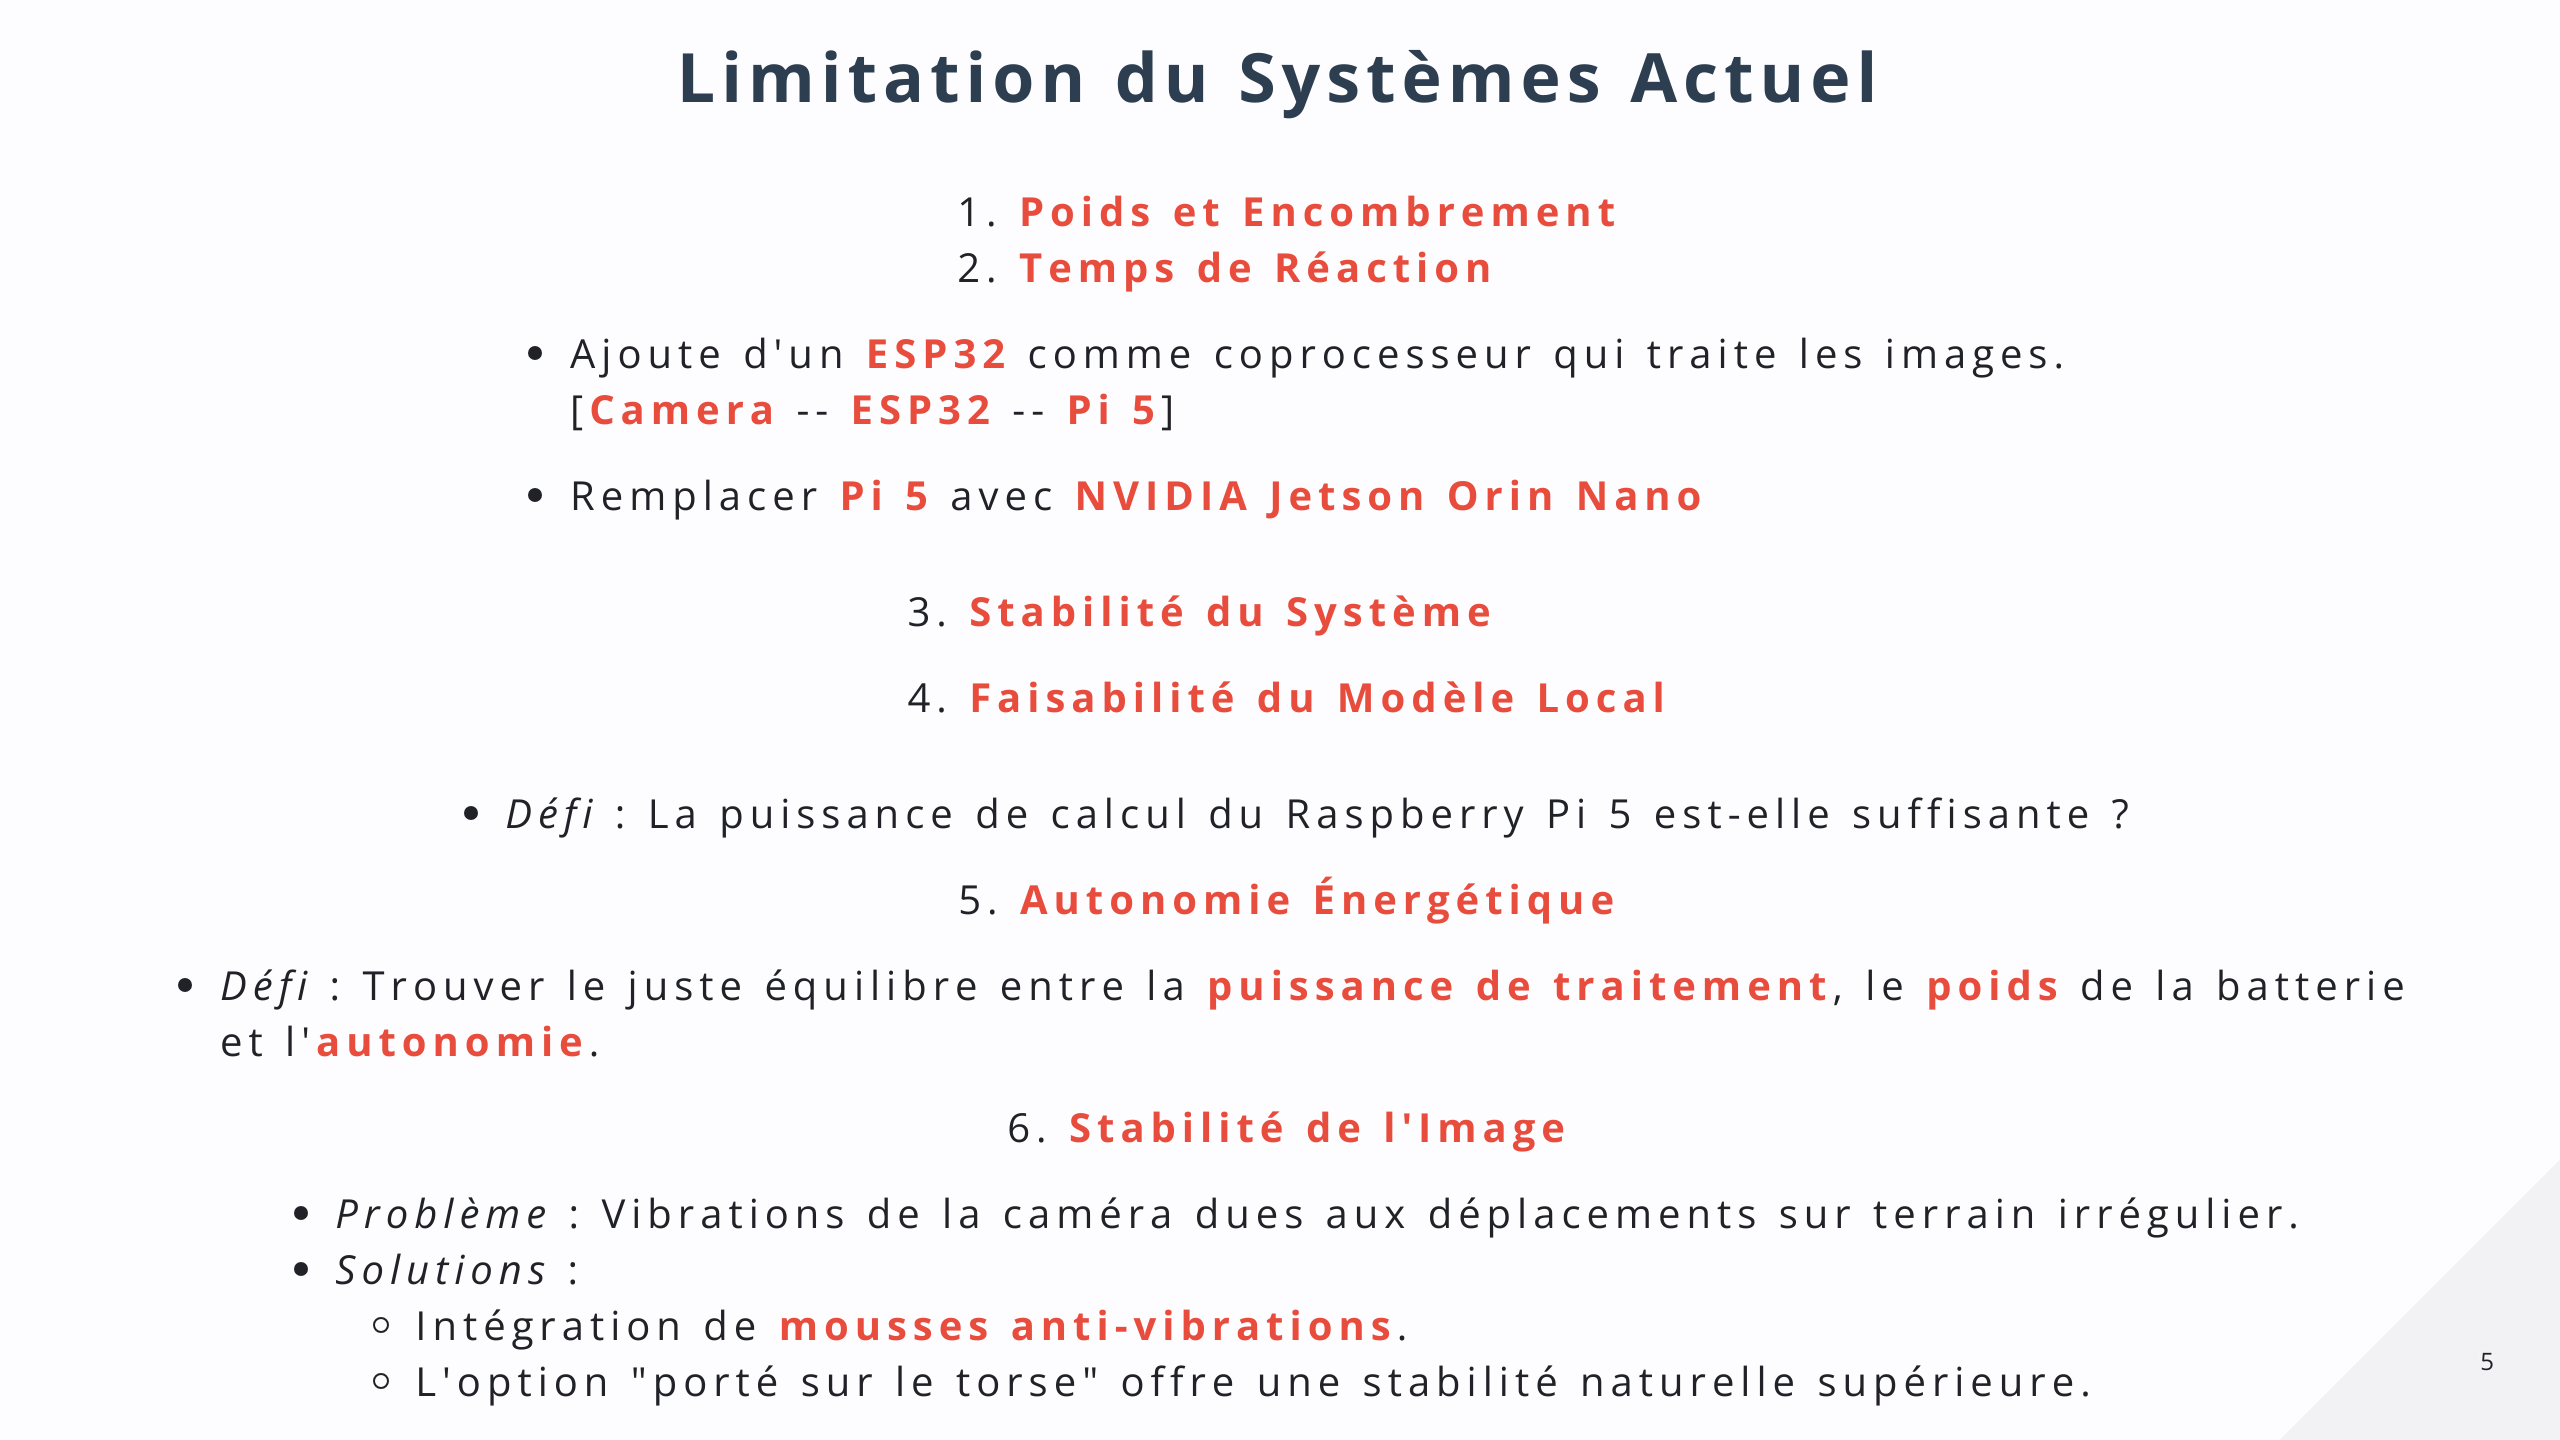 Limitation du Systèmes Actuel
1. Poids et Encombrement
2. Temps de Réaction
• Ajoute d'un ESP32 comme coprocesseur qui traite les images.
[Camera -- ESP32 -- Pi 5]
• Remplacer Pi 5 avec NVIDIA Jetson Orin Nano
3. Stabilité du Système
4. Faisabilité du Modèle Local
• Défi : La puissance de calcul du Raspberry Pi 5 est-elle suffisante ?
5. Autonomie Énergétique
• Défi : Trouver le juste équilibre entre la puissance de traitement, le poids de la batterie
et l'autonomie.
6. Stabilité de l'Image
• Problème : Vibrations de la caméra dues aux déplacements sur terrain irrégulier.
• Solutions :
○ Intégration de mousses anti-vibrations.
○ L'option "porté sur le torse" offre une stabilité naturelle supérieure.
5